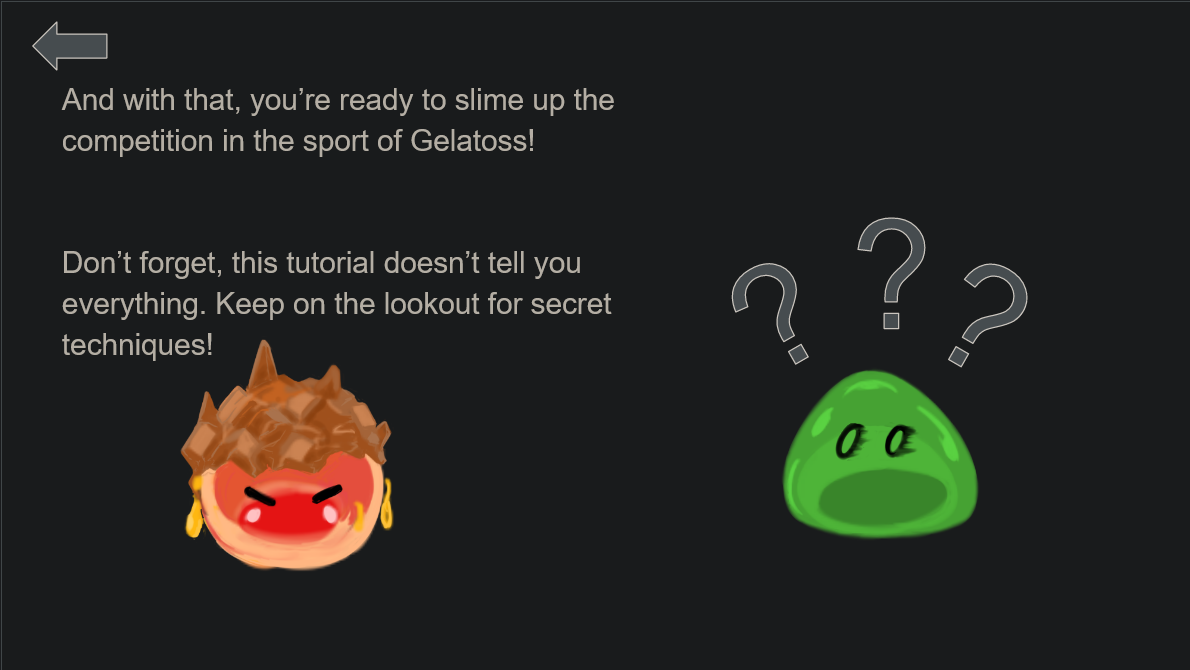 And with that, you’re ready to slime up the
competition in the sport of Gelatoss!
Don’t forget, this tutorial doesn’t tell you
everything. Keep on the lookout for secret
techniques!
? ? ?